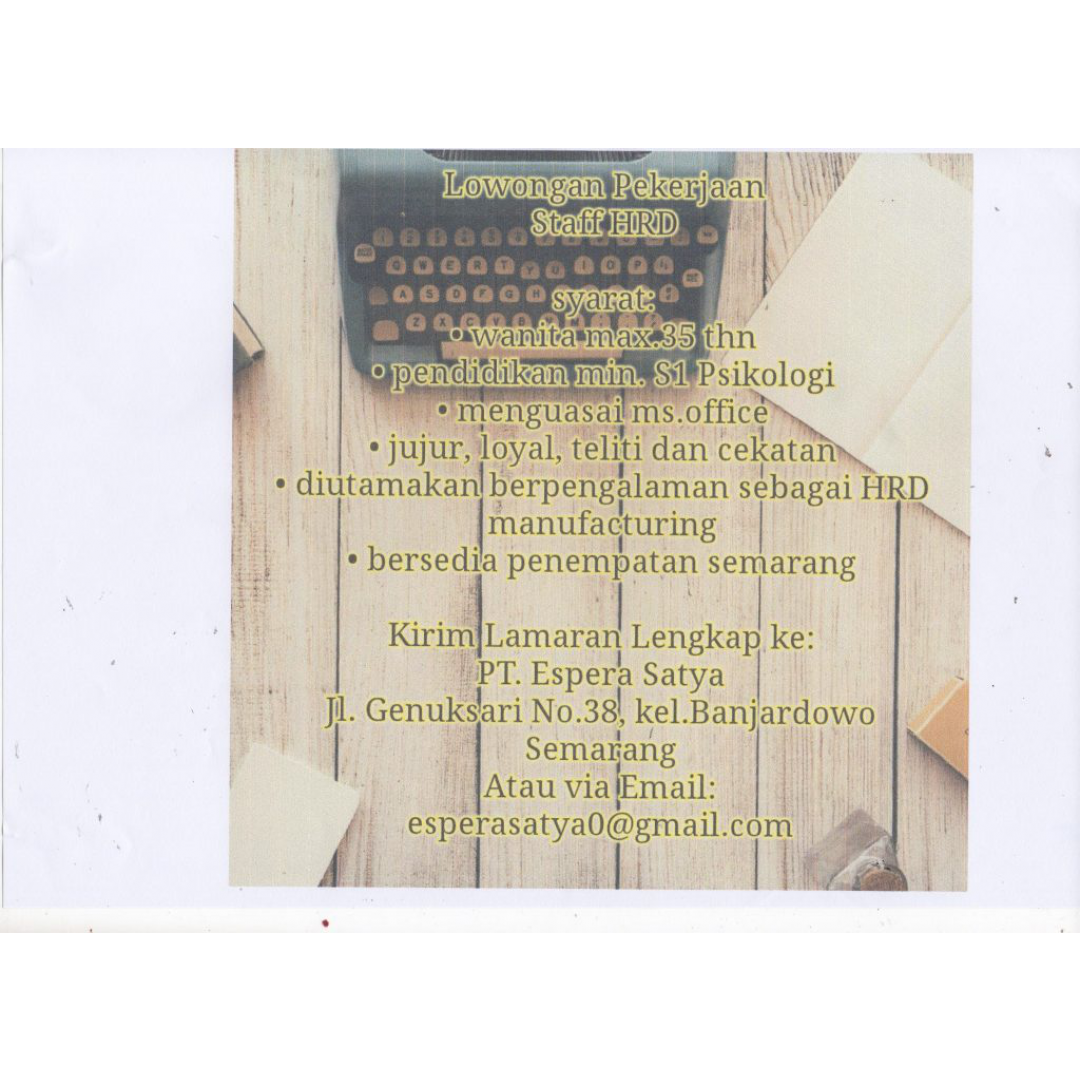 Lowongan Pekerjaan
Staff HRD
syarat:
• wanita max.35 thn
• pendidikan min. S1 Psikologi
• menguasai ms.office
• jujur, loyal, teliti dan cekatan
• diutamakan berpengalaman sebagai HRD
manufacturing
• bersedia penempatan semarang
Kirim Lamaran Lengkap ke:
PT. Espera Satya
Jl. Genuksari No.38, kel.Banjardowo
Semarang
Atau via Email:
esperasatya0@gmail.com